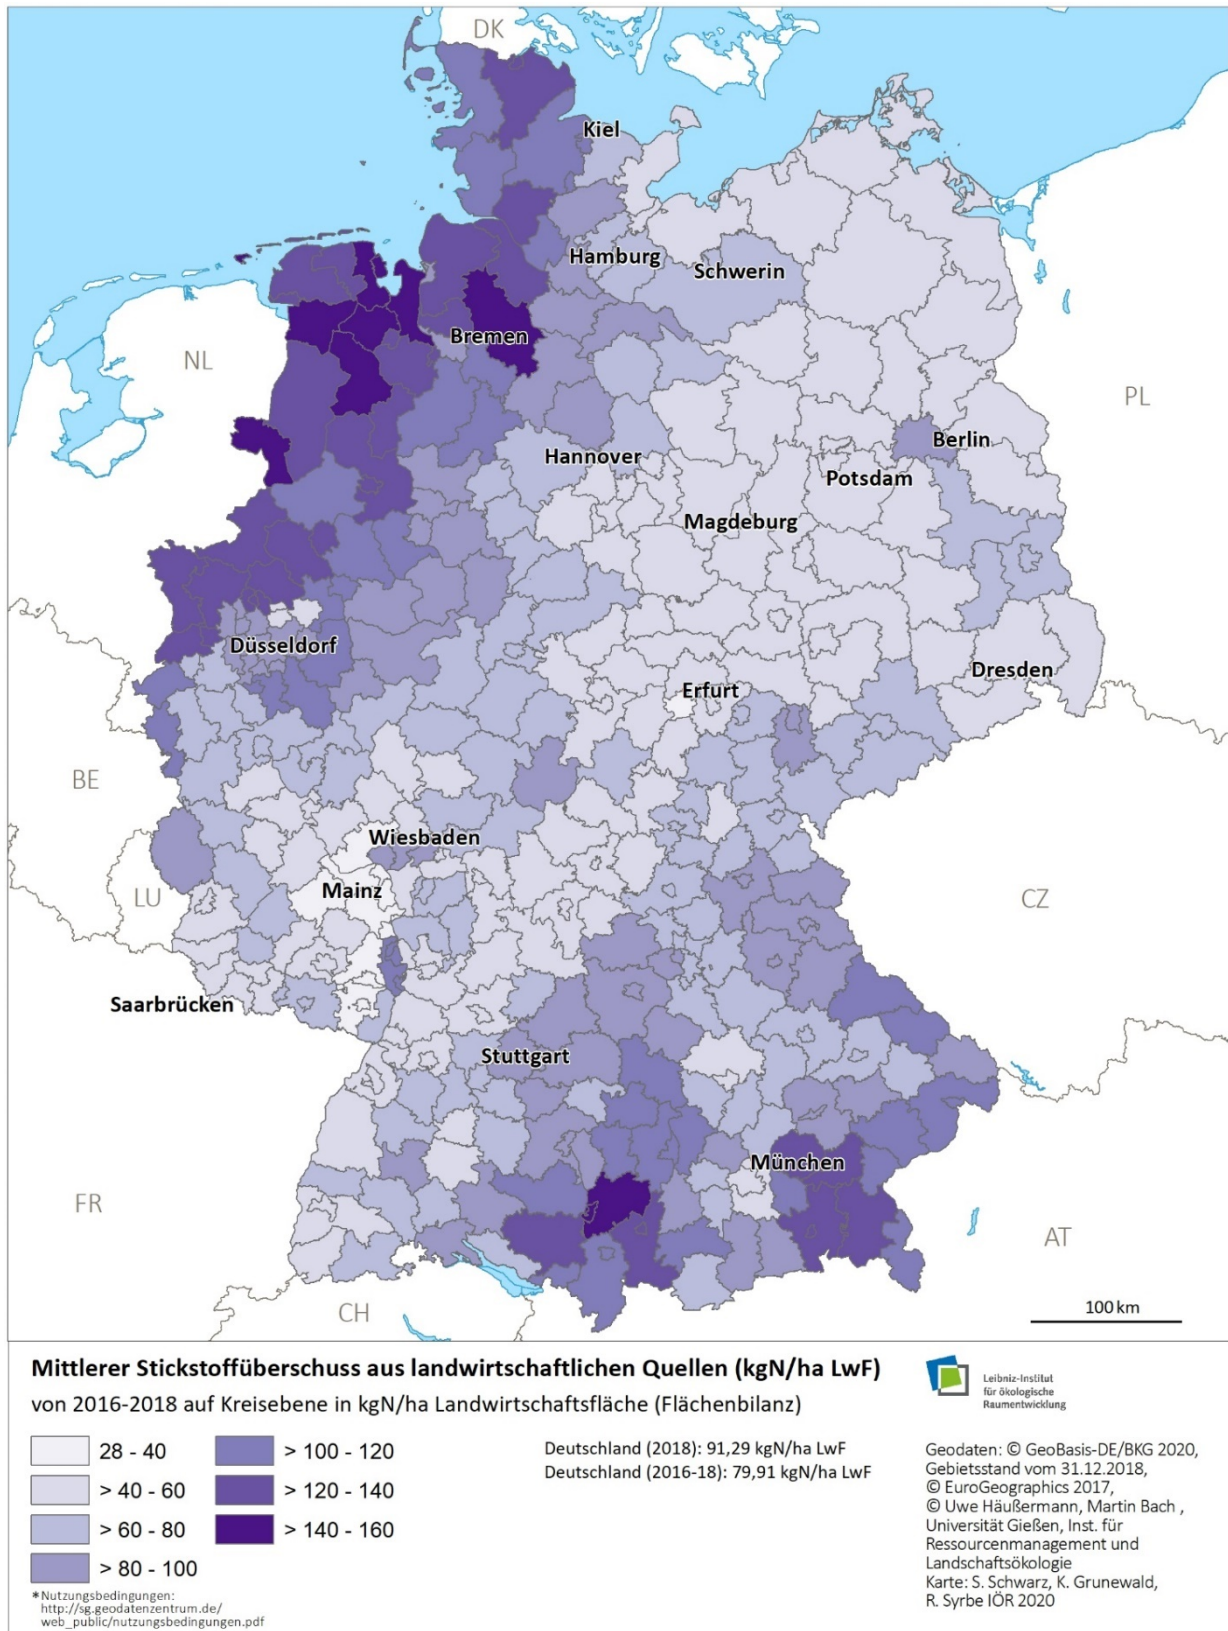 DK
Kiel
Hamburg
Schwerin
Bremen
NL
PL
Berlin
Hannover
Potsdam
Magdeburg
Düsseldorf
Dresden
Erfurt
BE
Wiesbaden
Mainz
LU
CZ
Saarbrücken
Stuttgart
München
FR
AT
CH
100 km
Mittlerer Stickstoffüberschuss aus landwirtschaftlichen Quellen (kgN/ha LwF)
von 2016-2018 auf Kreisebene in kgN/ha Landwirtschaftsfläche (Flächenbilanz)
28 - 40
> 40 - 60
> 60 - 80
> 80 - 100
> 100 - 120
> 120 - 140
> 140 - 160
*Nutzungsbedingungen:
http://sg.geodatenzentrum.de/
web_public/nutzungsbedingungen.pdf
Deutschland (2018): 91,29 kgN/ha LwF
Deutschland (2016-18): 79,91 kgN/ha LwF
Leibniz-Institut
für ökologische
Raumentwicklung
Geodaten: © GeoBasis-DE/BKG 2020,
Gebietsstand vom 31.12.2018,
© EuroGeographics 2017,
© Uwe Häußermann, Martin Bach ,
Universität Gießen, Inst. für
Ressourcenmanagement und
Landschaftsökologie
Karte: S. Schwarz, K. Grunewald,
R. Syrbe IÖR 2020